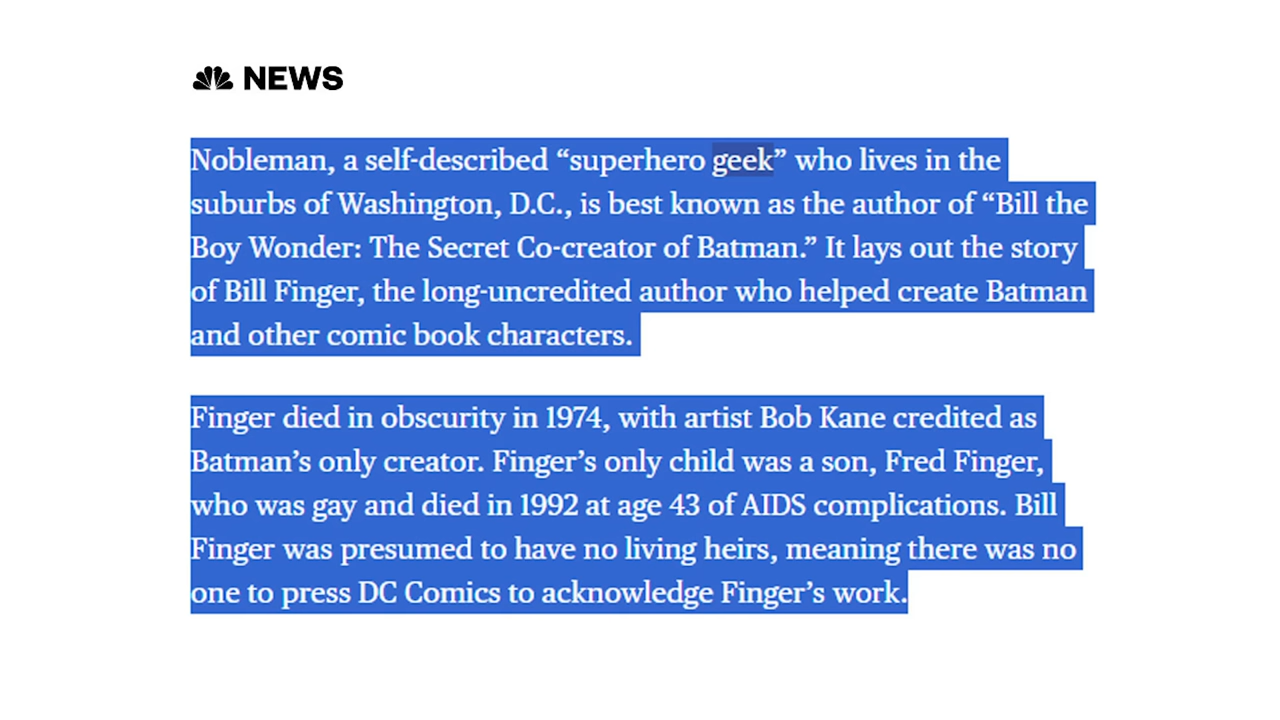 NEWS
Nobleman, a self-described “superhero geek” who lives in the
suburbs of Washington, D.C., is best known as the author of “Bill the
Boy Wonder: The Secret Co-creator of Batman.” It lays out the story
of Bill Finger, the long-uncredited author who helped create Batman
and other comic book characters.
Finger died in obscurity in 1974, with artist Bob Kane credited as
Batman’s only creator. Finger’s only child was a son, Fred Finger,
who was gay and died in 1992 at age 43 of AIDS complications. Bill
Finger was presumed to have no living heirs, meaning there was no
one to press DC Comics to acknowledge Finger’s work.